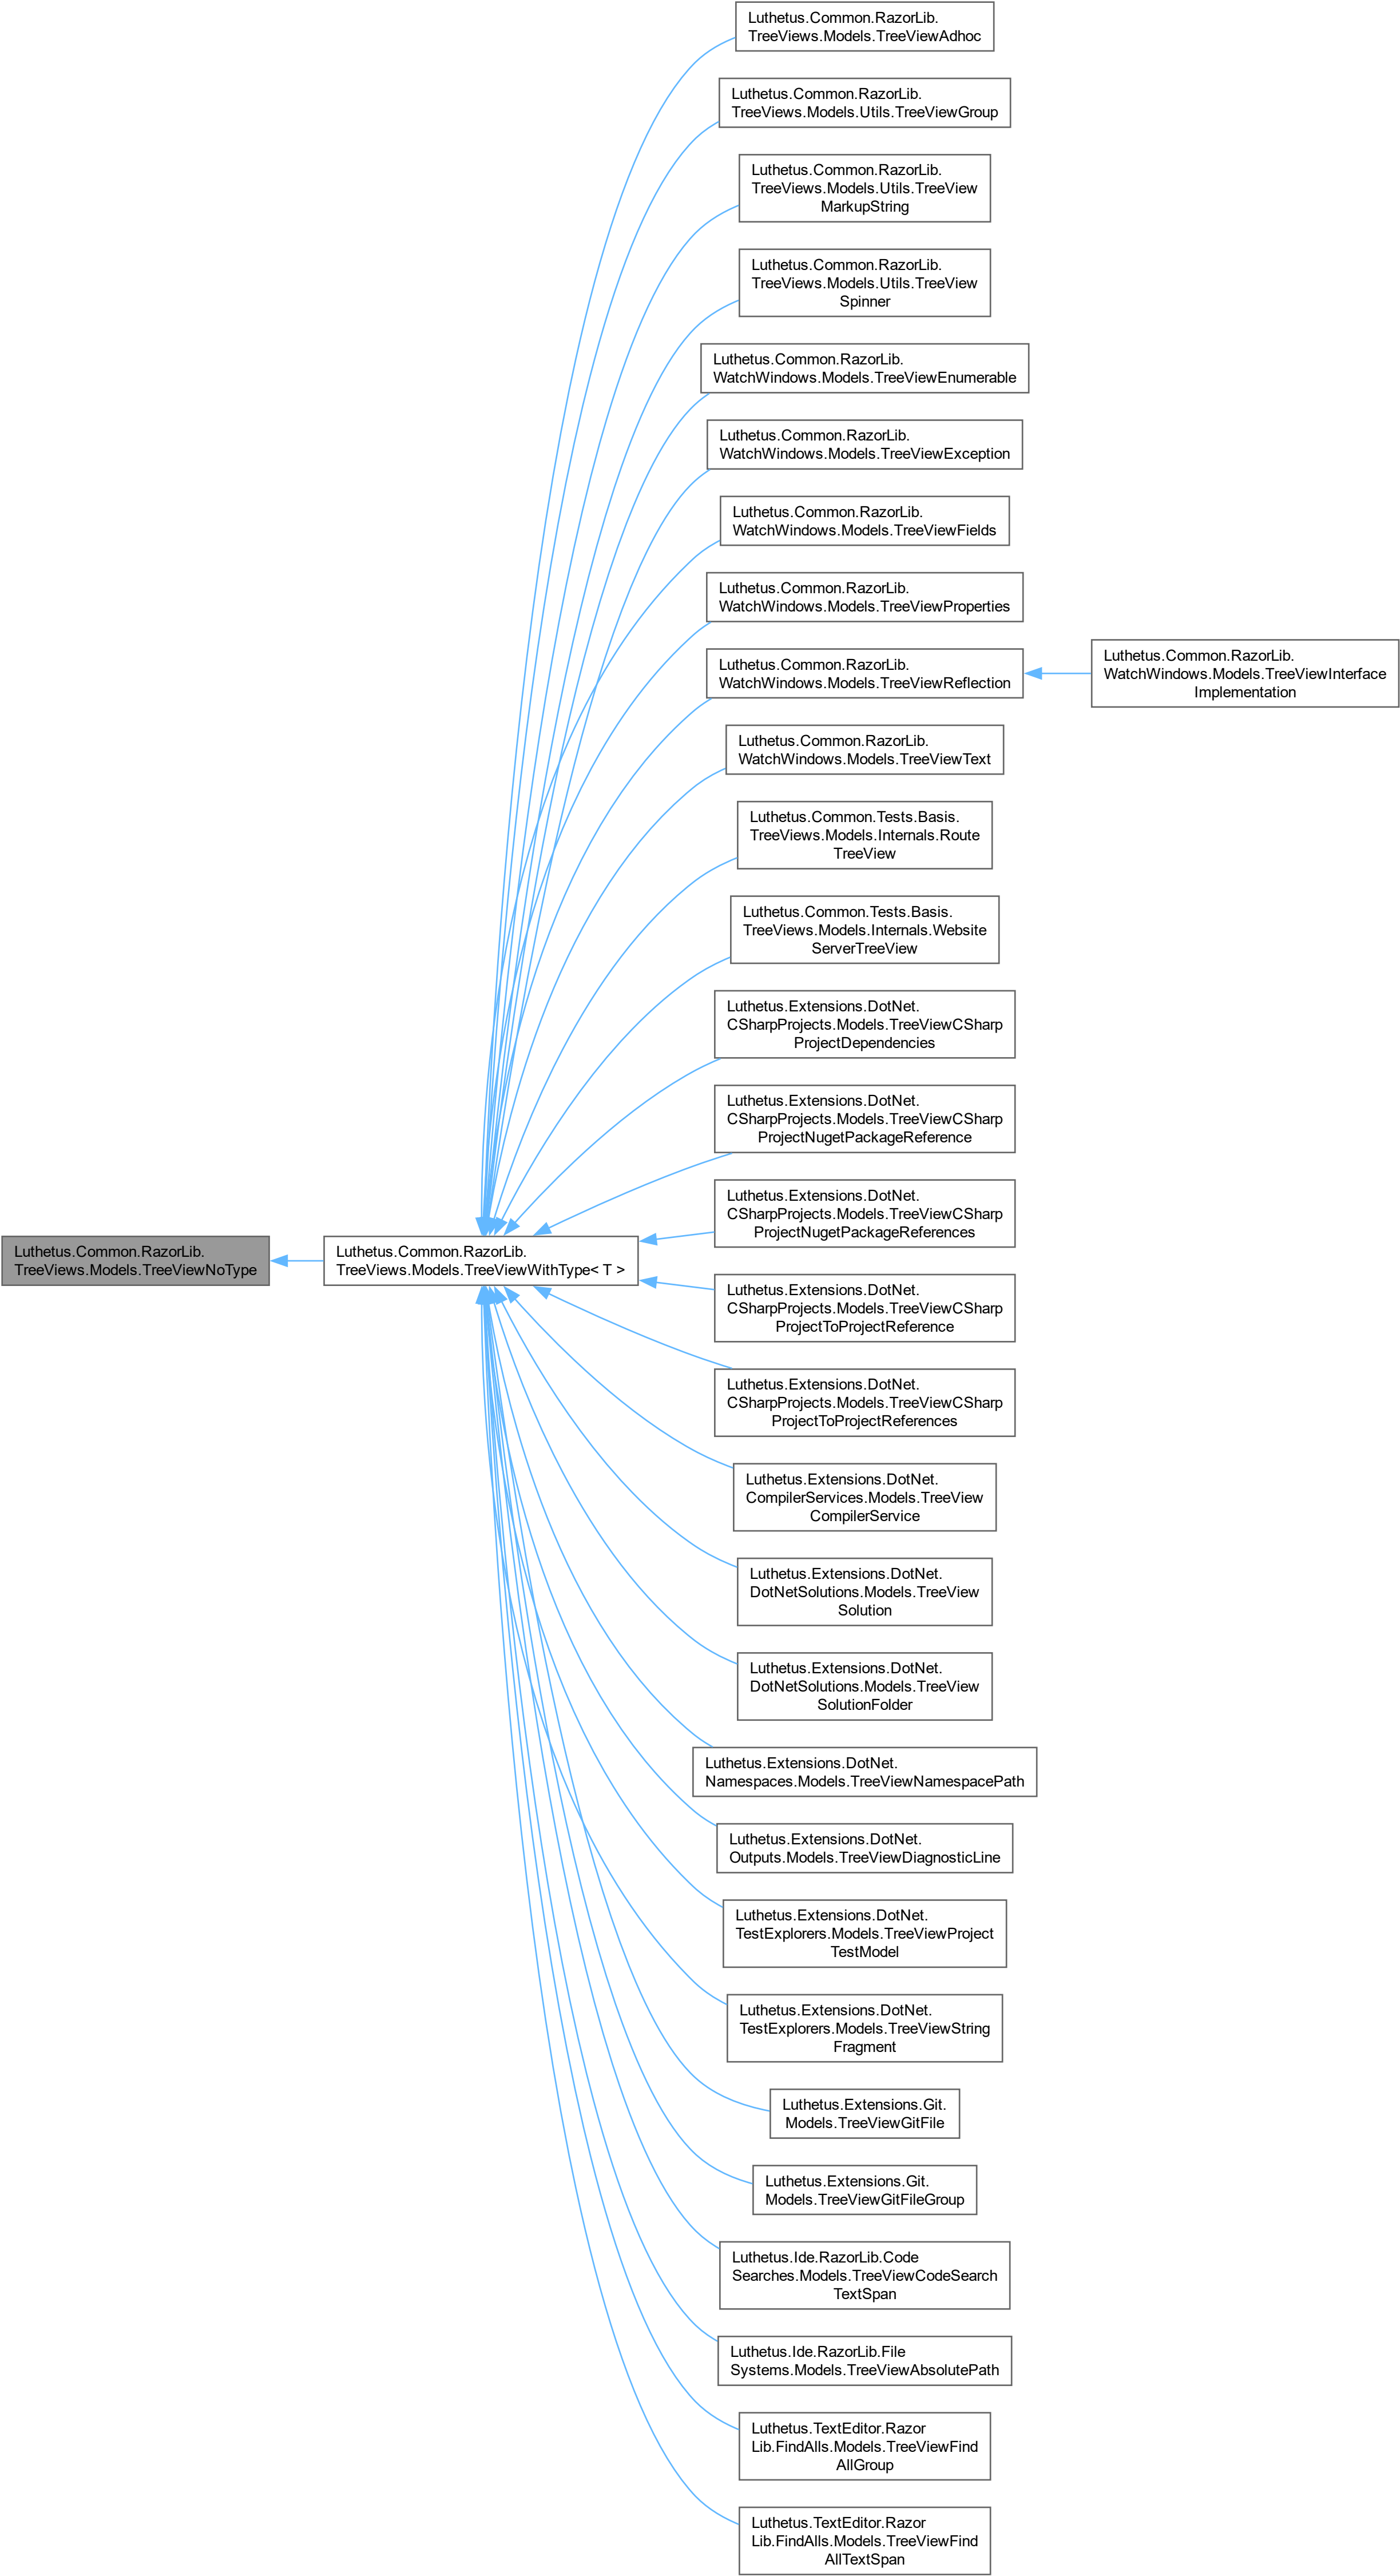 Luthetus.Common.RazorLib.
TreeViews.Models.TreeViewNoType
Luthetus.Common.RazorLib.
TreeViews.Models.TreeViewWithType< T >
Luthetus.Common.RazorLib.
TreeViews.Models.TreeViewAdhoc
Luthetus.Common.RazorLib.
TreeViews.Models.Utils.TreeViewGroup
Luthetus.Common.RazorLib.
TreeViews.Models.Utils.TreeView
MarkupString
Luthetus.Common.RazorLib.
TreeViews.Models.Utils.TreeView
Spinner
Luthetus.Common.RazorLib.
WatchWindows.Models.TreeViewEnumerable
Luthetus.Common.RazorLib.
WatchWindows.Models.TreeViewException
Luthetus.Common.RazorLib.
WatchWindows.Models.TreeViewFields
Luthetus.Common.RazorLib.
WatchWindows.Models.TreeViewProperties
Luthetus.Common.RazorLib.
WatchWindows.Models.TreeViewReflection
Luthetus.Common.RazorLib.
WatchWindows.Models.TreeViewInterface
Implementation
Luthetus.Common.RazorLib.
WatchWindows.Models.TreeViewText
Luthetus.Common.Tests.Basis.
TreeViews.Models.Internals.Route
TreeView
Luthetus.Common.Tests.Basis.
TreeViews.Models.Internals.Website
ServerTreeView
Luthetus.Extensions.DotNet.
CSharpProjects.Models.TreeViewCSharp
ProjectDependencies
Luthetus.Extensions.DotNet.
CSharpProjects.Models.TreeViewCSharp
ProjectNugetPackageReference
Luthetus.Extensions.DotNet.
CSharpProjects.Models.TreeViewCSharp
ProjectNugetPackageReferences
Luthetus.Extensions.DotNet.
CSharpProjects.Models.TreeViewCSharp
ProjectToProjectReference
Luthetus.Extensions.DotNet.
CSharpProjects.Models.TreeViewCSharp
ProjectToProjectReferences
Luthetus.Extensions.DotNet.
CompilerServices.Models.TreeView
CompilerService
Luthetus.Extensions.DotNet.
DotNetSolutions.Models.TreeView
Solution
Luthetus.Extensions.DotNet.
DotNetSolutions.Models.TreeView
SolutionFolder
Luthetus.Extensions.DotNet.
Namespaces.Models.TreeViewNamespacePath
Luthetus.Extensions.DotNet.
Outputs.Models.TreeViewDiagnosticLine
Luthetus.Extensions.DotNet.
TestExplorers.Models.TreeViewProject
TestModel
Luthetus.Extensions.DotNet.
TestExplorers.Models.TreeViewString
Fragment
Luthetus.Extensions.Git.
Models.TreeViewGitFile
Luthetus.Extensions.Git.
Models.TreeViewGitFileGroup
Luthetus.Ide.RazorLib.Code
Searches.Models.TreeViewCodeSearch
TextSpan
Luthetus.Ide.RazorLib.File
Systems.Models.TreeViewAbsolutePath
Luthetus.TextEditor.Razor
Lib.FindAlls.Models.TreeViewFind
AllGroup
Luthetus.TextEditor.Razor
Lib.FindAlls.Models.TreeViewFind
AllTextSpan